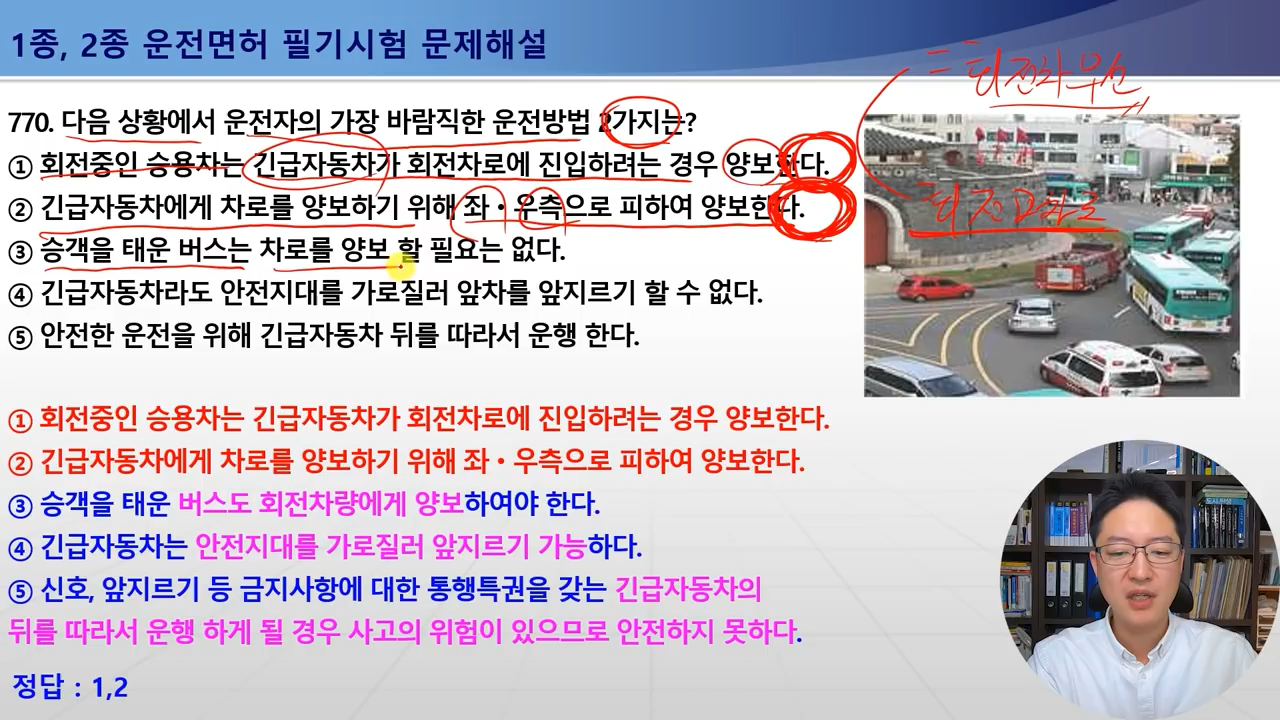 1종, 2종 운전면허 필기시험 문제해설
= 회전차 우선
770. 다음 상황에서 운전자의 가장 바람직한 운전방법 2가지는?
① 회전중인 승용차는 긴급자동차가 회전차로에 진입하려는 경우 양보한다.
② 긴급자동차에게 차로를 양보하기 위해 좌·우측으로 피하여 양보한다.
회전교차로
③ 승객을 태운 버스는 차로를 양보 할 필요는 없다.
④ 긴급자동차라도 안전지대를 가로질러 앞차를 앞지르기 할 수 없다.
⑤ 안전한 운전을 위해 긴급자동차 뒤를 따라서 운행 한다.
① 회전중인 승용차는 긴급자동차가 회전차로에 진입하려는 경우 양보한다.
② 긴급자동차에게 차로를 양보하기 위해 좌·우측으로 피하여 양보한다.
③ 승객을 태운 버스도 회전차량에게 양보하여야 한다.
④ 긴급자동차는 안전지대를 가로질러 앞지르기 가능하다.
⑤ 신호, 앞지르기 등 금지사항에 대한 통행특권을 갖는 긴급자동차의
뒤를 따라서 운행 하게 될 경우 사고의 위험이 있으므로 안전하지 못하다.
정답 : 1,2